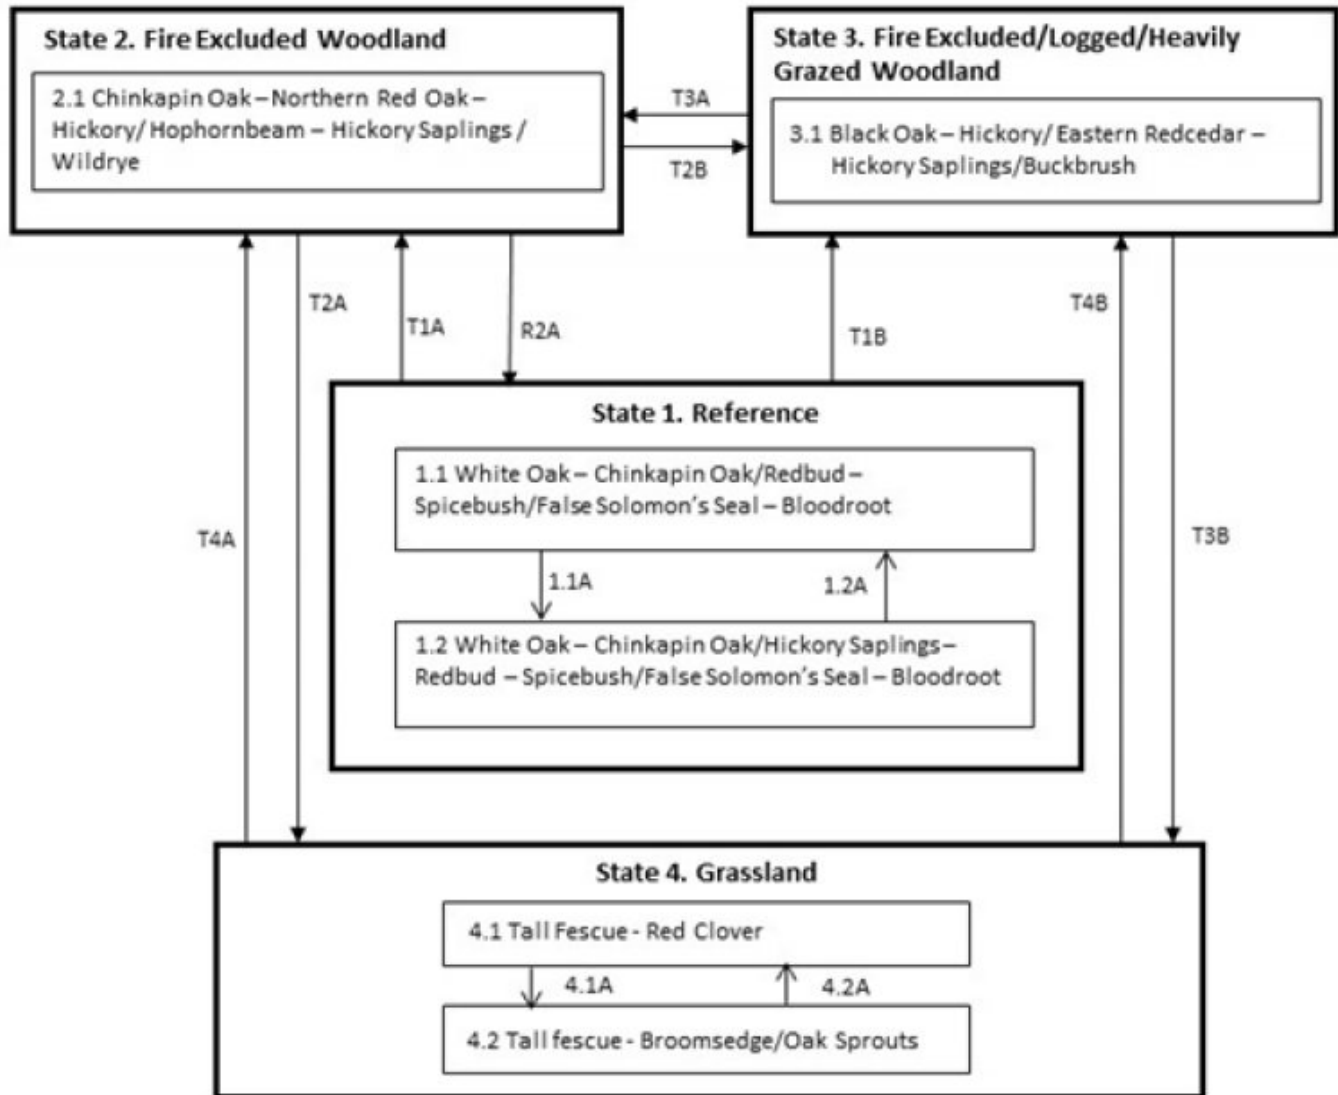 State 2. Fire Excluded Woodland
2.1 Chinkapin Oak – Northern Red Oak –
Hickory/ Hophornbeam – Hickory Saplings /
Wildrye
State 3. Fire Excluded/Logged/Heavily
Grazed Woodland
3.1 Black Oak – Hickory/ Eastern Redcedar –
Hickory Saplings/Buckbrush
T3A
T2B
T2A
T1A
R2A
T1B
T4B
State 1. Reference
1.1 White Oak – Chinkapin Oak/Redbud –
Spicebush/False Solomon's Seal – Bloodroot
1.1A
1.2A
1.2 White Oak – Chinkapin Oak/Hickory Saplings –
Redbud – Spicebush/False Solomon's Seal – Bloodroot
T4A
T3B
State 4. Grassland
4.1 Tall Fescue - Red Clover
4.1A
4.2A
4.2 Tall fescue - Broomsedge/Oak Sprouts